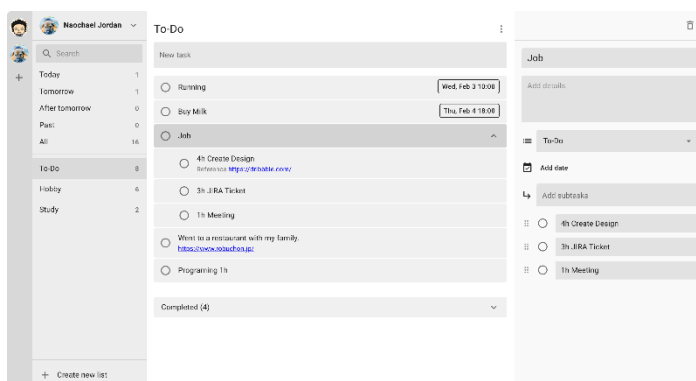 Naochael Jordan
Search
Today 1
Tomorrow 1
After tomorrow 0
Past 0
All 16
To-Do 8
Hobby 6
Study 2
Create new list
To-Do
New task
Running Wed, Feb 3 10:00
Buy Milk Thu, Feb 4 18:00
Job
4h Create Design
Reference https://dribbble.com/
3h JIRA Ticket
1h Meeting
Went to a restaurant with my family.
https://www.robuchon.jp/
Programing 1h
Completed (4)
Job
Add details
To-Do
Add date
Add subtasks
4h Create Design
3h JIRA Ticket
1h Meeting